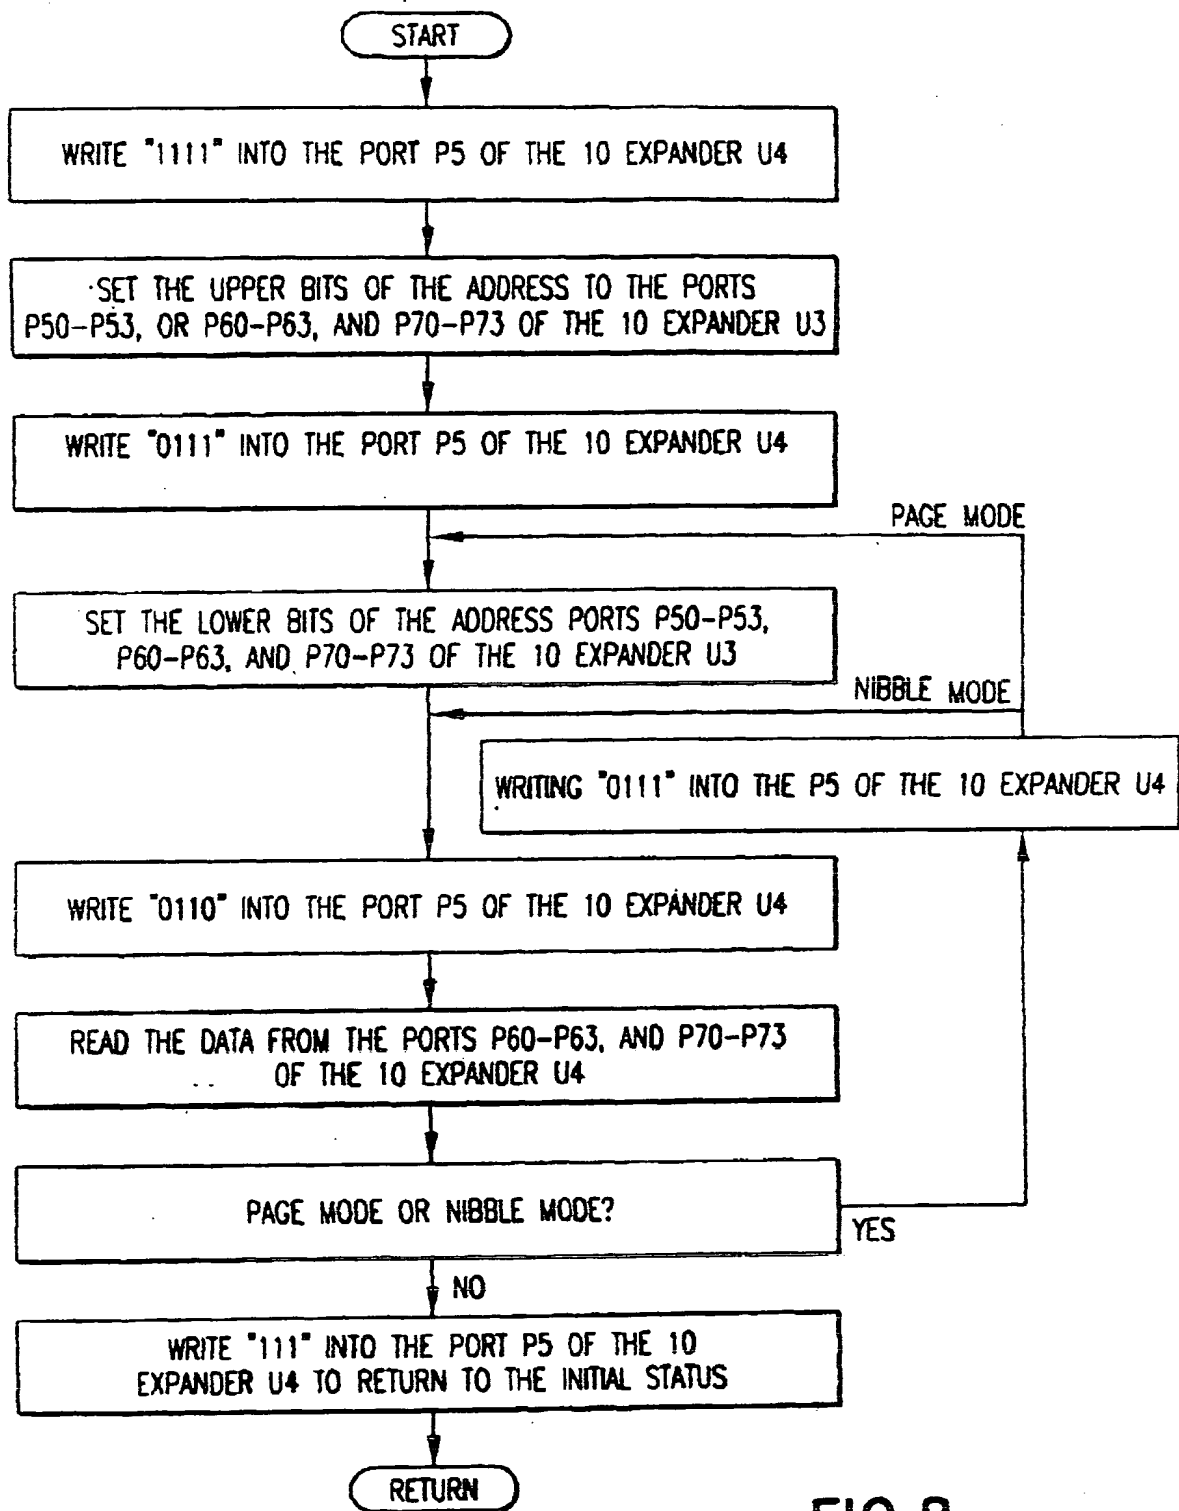 START
WRITE "1111" INTO THE PORT P5 OF THE 10 EXPANDER U4
SET THE UPPER BITS OF THE ADDRESS TO THE PORTS
P50-P53, OR P60-P63, AND P70-P73 OF THE 10 EXPANDER U3
WRITE "0111" INTO THE PORT P5 OF THE 10 EXPANDER U4
PAGE MODE
SET THE LOWER BITS OF THE ADDRESS PORTS P50-P53,
P60-P63, AND P70-P73 OF THE 10 EXPANDER U3
NIBBLE MODE
WRITING "0111" INTO THE P5 OF THE 10 EXPANDER U4
WRITE "0110" INTO THE PORT P5 OF THE 10 EXPANDER U4
READ THE DATA FROM THE PORTS P60-P63, AND P70-P73
OF THE 10 EXPANDER U4
PAGE MODE OR NIBBLE MODE?
YES
NO
WRITE "111" INTO THE PORT P5 OF THE 10
EXPANDER U4 TO RETURN TO THE INITIAL STATUS
RETURN